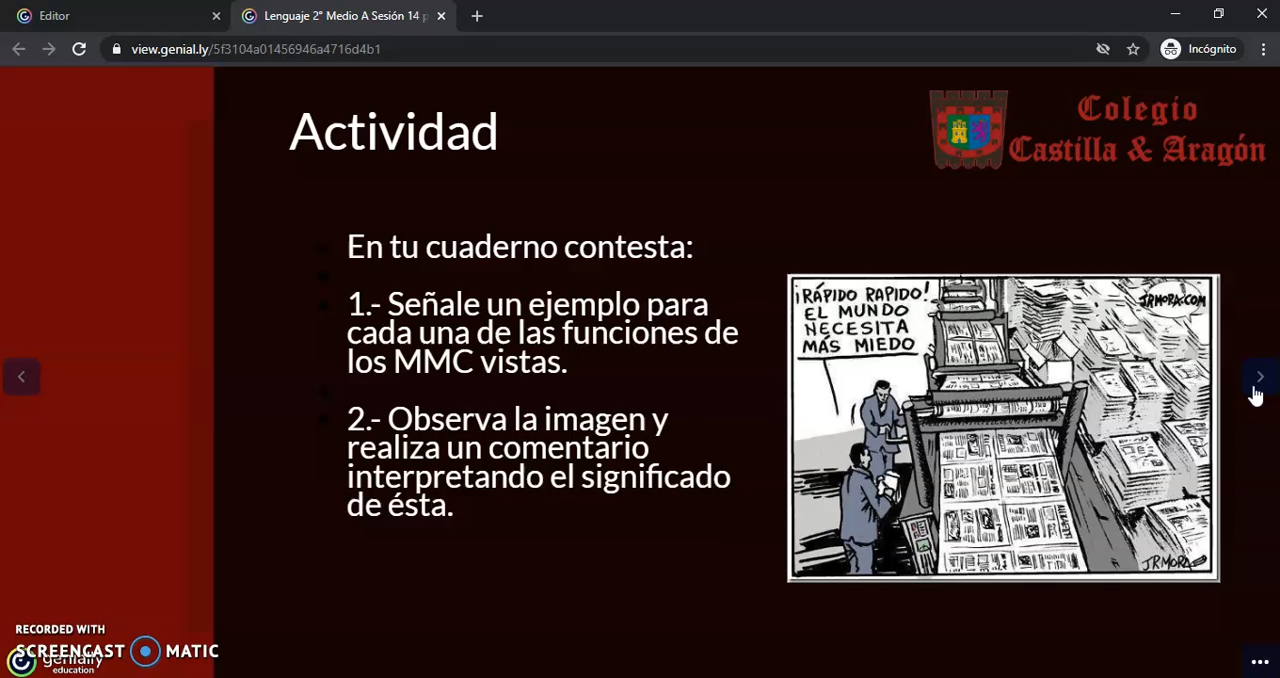 Editor
Lenguaje 2° Medio A Sesión 14 p
view.genial.ly/5f3104a01456946a4716d4b1
Incógnito
Actividad
Colegio
Castilla & Aragón
En tu cuaderno contesta:
1.- Señale un ejemplo para
cada una de las funciones de
los MMC vistas.
2.- Observa la imagen y
realiza un comentario
interpretando el significado
de ésta.
¡RÁPIDO RAPIDO!
EL MUNDO
NECESITA
MÁS MIEDO
JRMORA.COM
JRMORA
RECORDED WITH
SCREENCAST MATIC
genially
education